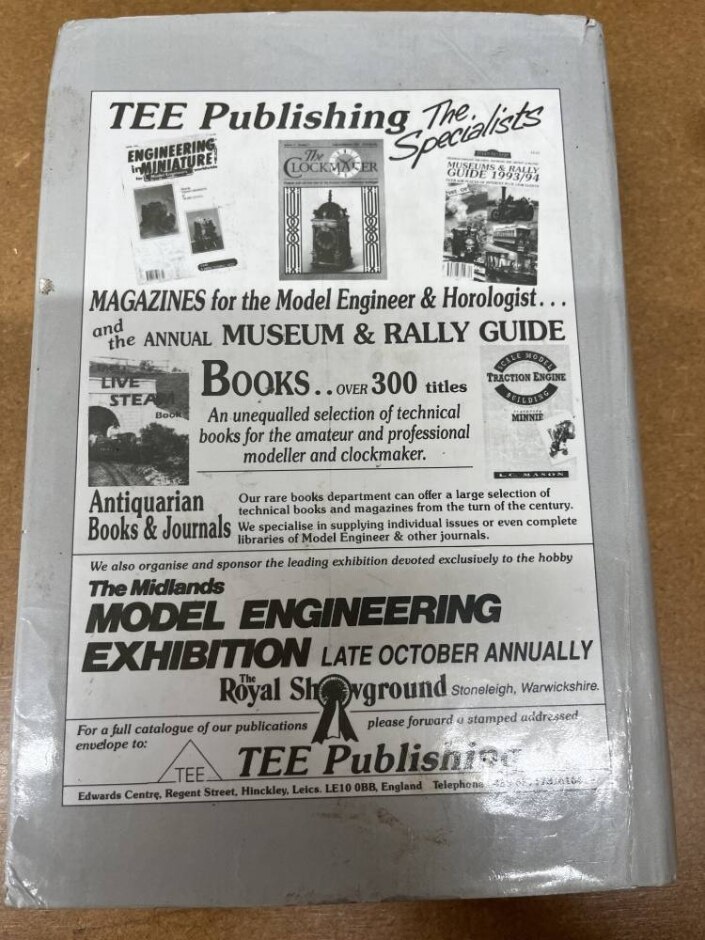 TEE Publishing The Specialists
ENGINEERING
in MINIATURE
The
CLOCKMAKER
MUSEUMS & RALLY
GUIDE 1993/94
MAGAZINES for the Model Engineer & Horologist...
and the ANNUAL MUSEUM & RALLY GUIDE
LIVE
STEAM
Book
BOOKS.. OVER 300 titles
An unequalled selection of technical
books for the amateur and professional
modeller and clockmaker.
SCALE MODEL
TRACTION ENGINE
BUILDING
MINNIE
L.C. MASON
Antiquarian
Books & Journals
Our rare books department can offer a large selection of
technical books and magazines from the turn of the century.
We specialise in supplying individual issues or even complete
libraries of Model Engineer & other journals.
We also organise and sponsor the leading exhibition devoted exclusively to the hobby
The Midlands
MODEL ENGINEERING
EXHIBITION LATE OCTOBER ANNUALLY
The Royal Showground Stoneleigh, Warwickshire.
For a full catalogue of our publications please forward a stamped addressed
envelope to:
TEE
TEE Publishing
Edwards Centre, Regent Street, Hinckley, Leics. LE10 0BB, England Telephone